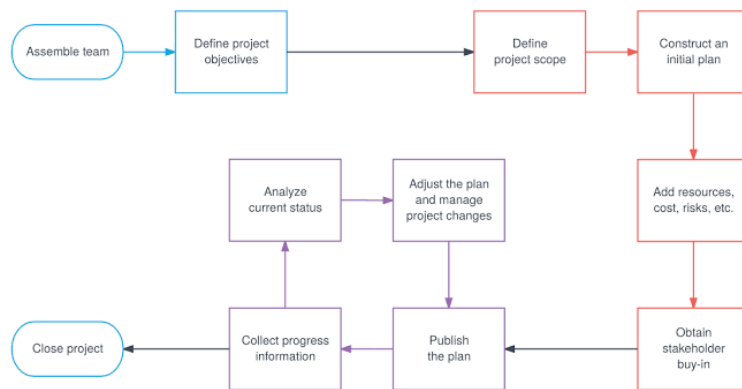 Assemble team
Define project
objectives
Define
project scope
Construct an
initial plan
Analyze
current status
Adjust the plan
and manage
project changes
Add resources,
cost, risks, etc.
Close project
Collect progress
information
Publish
the plan
Obtain
stakeholder
buy-in